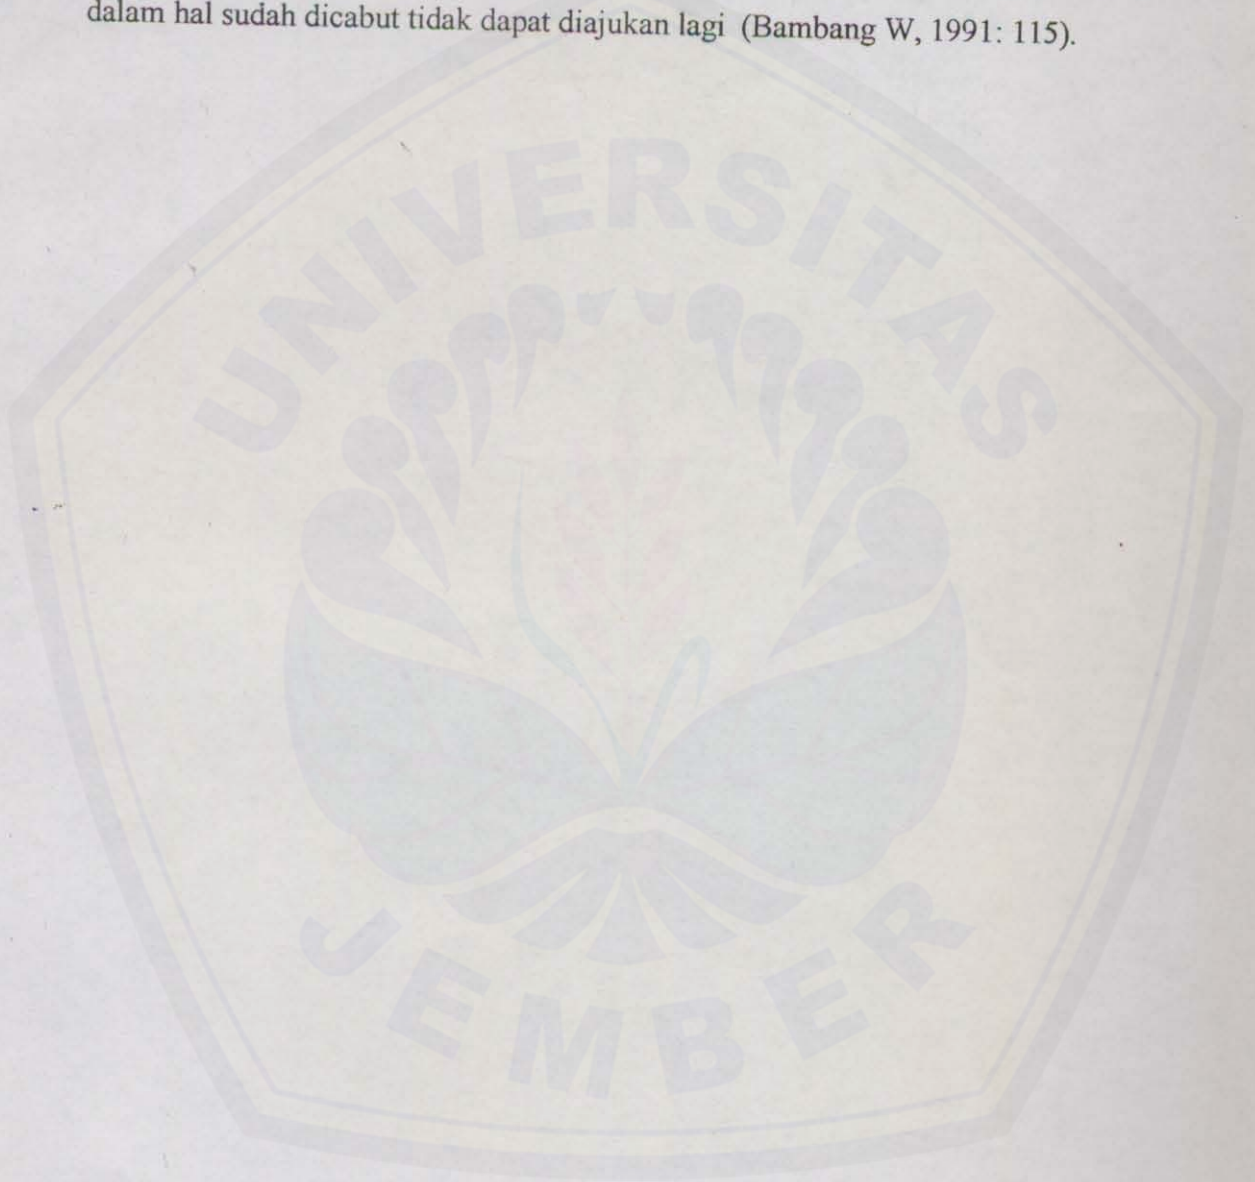 dalam hal sudah dicabut tidak dapat diajukan lagi (Bambang W, 1991: 115).
UNIVERSITAS
JEMBER